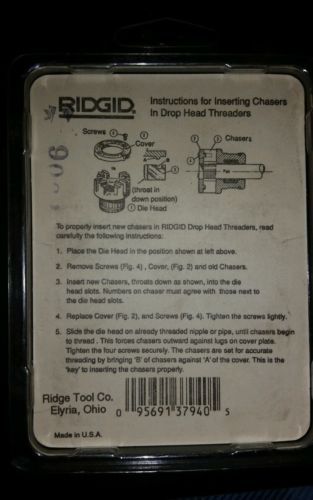 RIDGID
Instructions for Inserting Chasers
In Drop Head Threaders
Screws
Cover
Chasers
(throat in
down position)
① Die Head
To properly insert new chasers in RIDGID Drop Head Threaders, read
carefully the following instructions:
1. Place the Die Head in the position shown at left above.
2. Remove Screws (Fig. 4) , Cover, (Fig. 2) and old Chasers.
3. Insert new Chasers, throats down as shown, into the die
head slots. Numbers on chaser must agree with those next to
the die head slots.
4. Replace Cover (Fig. 2), and Screws (Fig. 4). Tighten the screws lightly.
5. Slide the die head on already threaded nipple or pipe, until chasers begin
to thread . This forces chasers outward against lugs on cover plate.
Tighten the four screws securely. The chasers are set for accurate
threading by bringing 'B' of chasers against 'A' of the cover. This is the
'key' to inserting the chasers properly.
Ridge Tool Co.
Elyria, Ohio
0 95691 37940 5
Made in U.S.A.